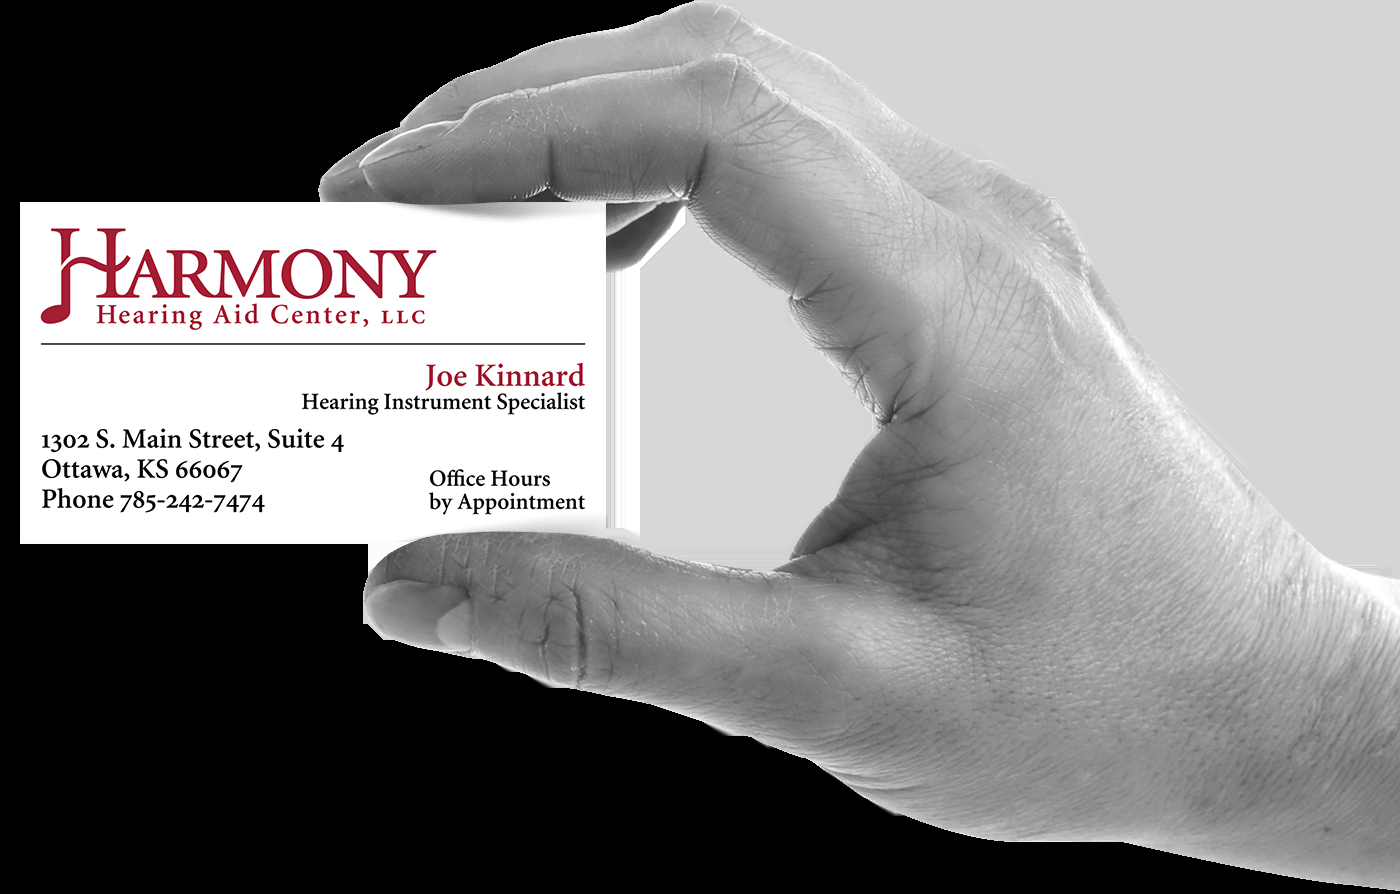 HARMONY
Hearing Aid Center, LLC
Joe Kinnard
Hearing Instrument Specialist
1302 S. Main Street, Suite 4
Ottawa, KS 66067
Phone 785-242-7474
Office Hours
by Appointment